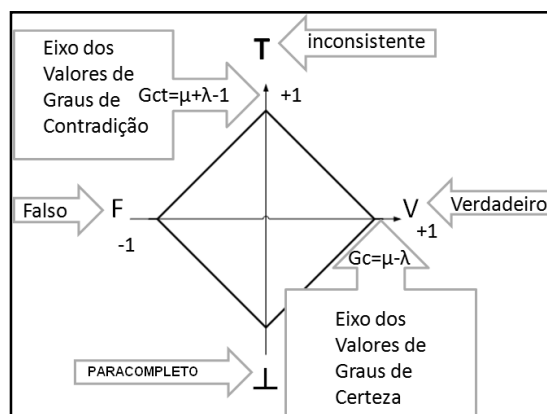 Eixo dos
Valores de
Graus de
Contradição
Gct=μ+λ-1
T
inconsistente
+1
Falso
F
-1
V
+1
Verdadeiro
Gc=μ-λ
Eixo dos
Valores de
Graus de
Certeza
PARACOMPLETO
⊥